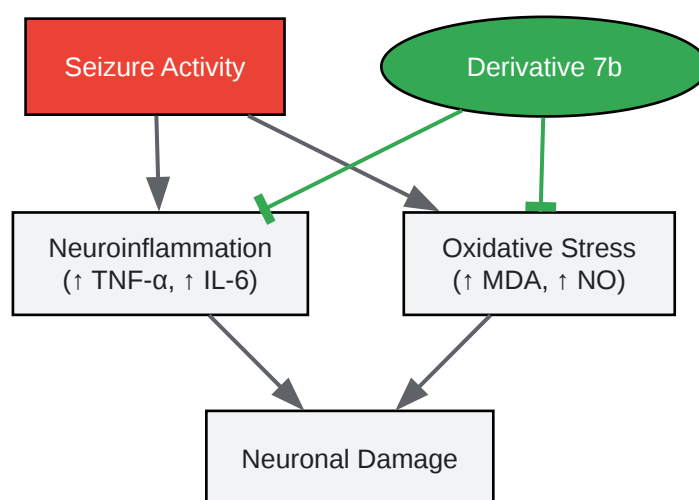 Seizure Activity
Derivative 7b
Neuroinflammation
(↑ TNF-α, ↑ IL-6)
Oxidative Stress
(↑ MDA, ↑ NO)
Neuronal Damage